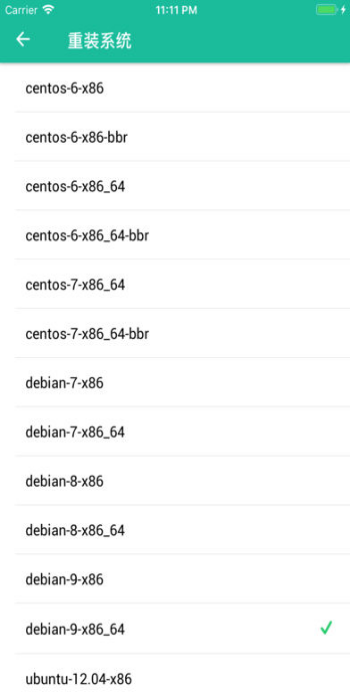 Carrier 11:11 PM
重装系统
centos-6-x86
centos-6-x86-bbr
centos-6-x86_64
centos-6-x86_64-bbr
centos-7-x86_64
centos-7-x86_64-bbr
debian-7-x86
debian-7-x86_64
debian-8-x86
debian-8-x86_64
debian-9-x86
debian-9-x86_64
ubuntu-12.04-x86